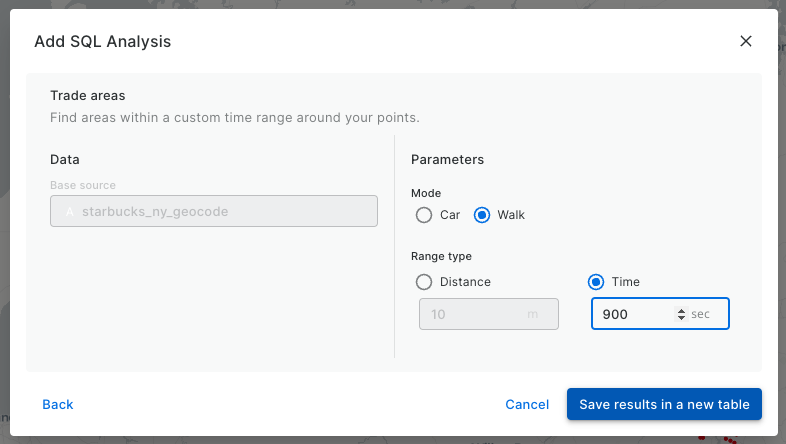 Add SQL Analysis
Trade areas
Find areas within a custom time range around your points.
Data
Base source
A starbucks_ny_geocode
Parameters
Mode
Car Walk
Range type
Distance Time
10 m 900 sec
Back Cancel Save results in a new table